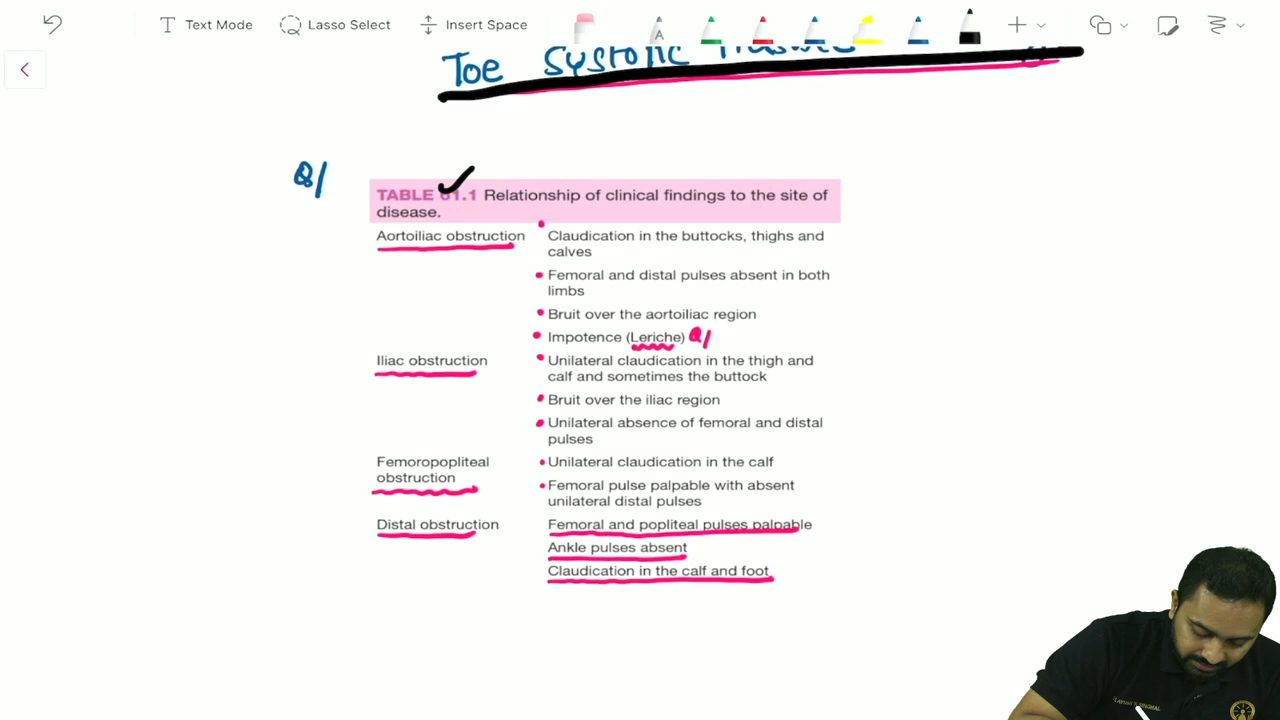 Text Mode
Lasso Select
Insert Space
Toe Systolic
Q/
TABLE 61.1 Relationship of clinical findings to the site of
disease.
Aortoiliac obstruction
Claudication in the buttocks, thighs and
calves
Femoral and distal pulses absent in both
limbs
Bruit over the aortoiliac region
Impotence (Leriche) Q/
Iliac obstruction
Unilateral claudication in the thigh and
calf and sometimes the buttock
Bruit over the iliac region
Unilateral absence of femoral and distal
pulses
Femoropopliteal
obstruction
Unilateral claudication in the calf
Femoral pulse palpable with absent
unilateral distal pulses
Distal obstruction
Femoral and popliteal pulses palpable
Ankle pulses absent
Claudication in the calf and foot